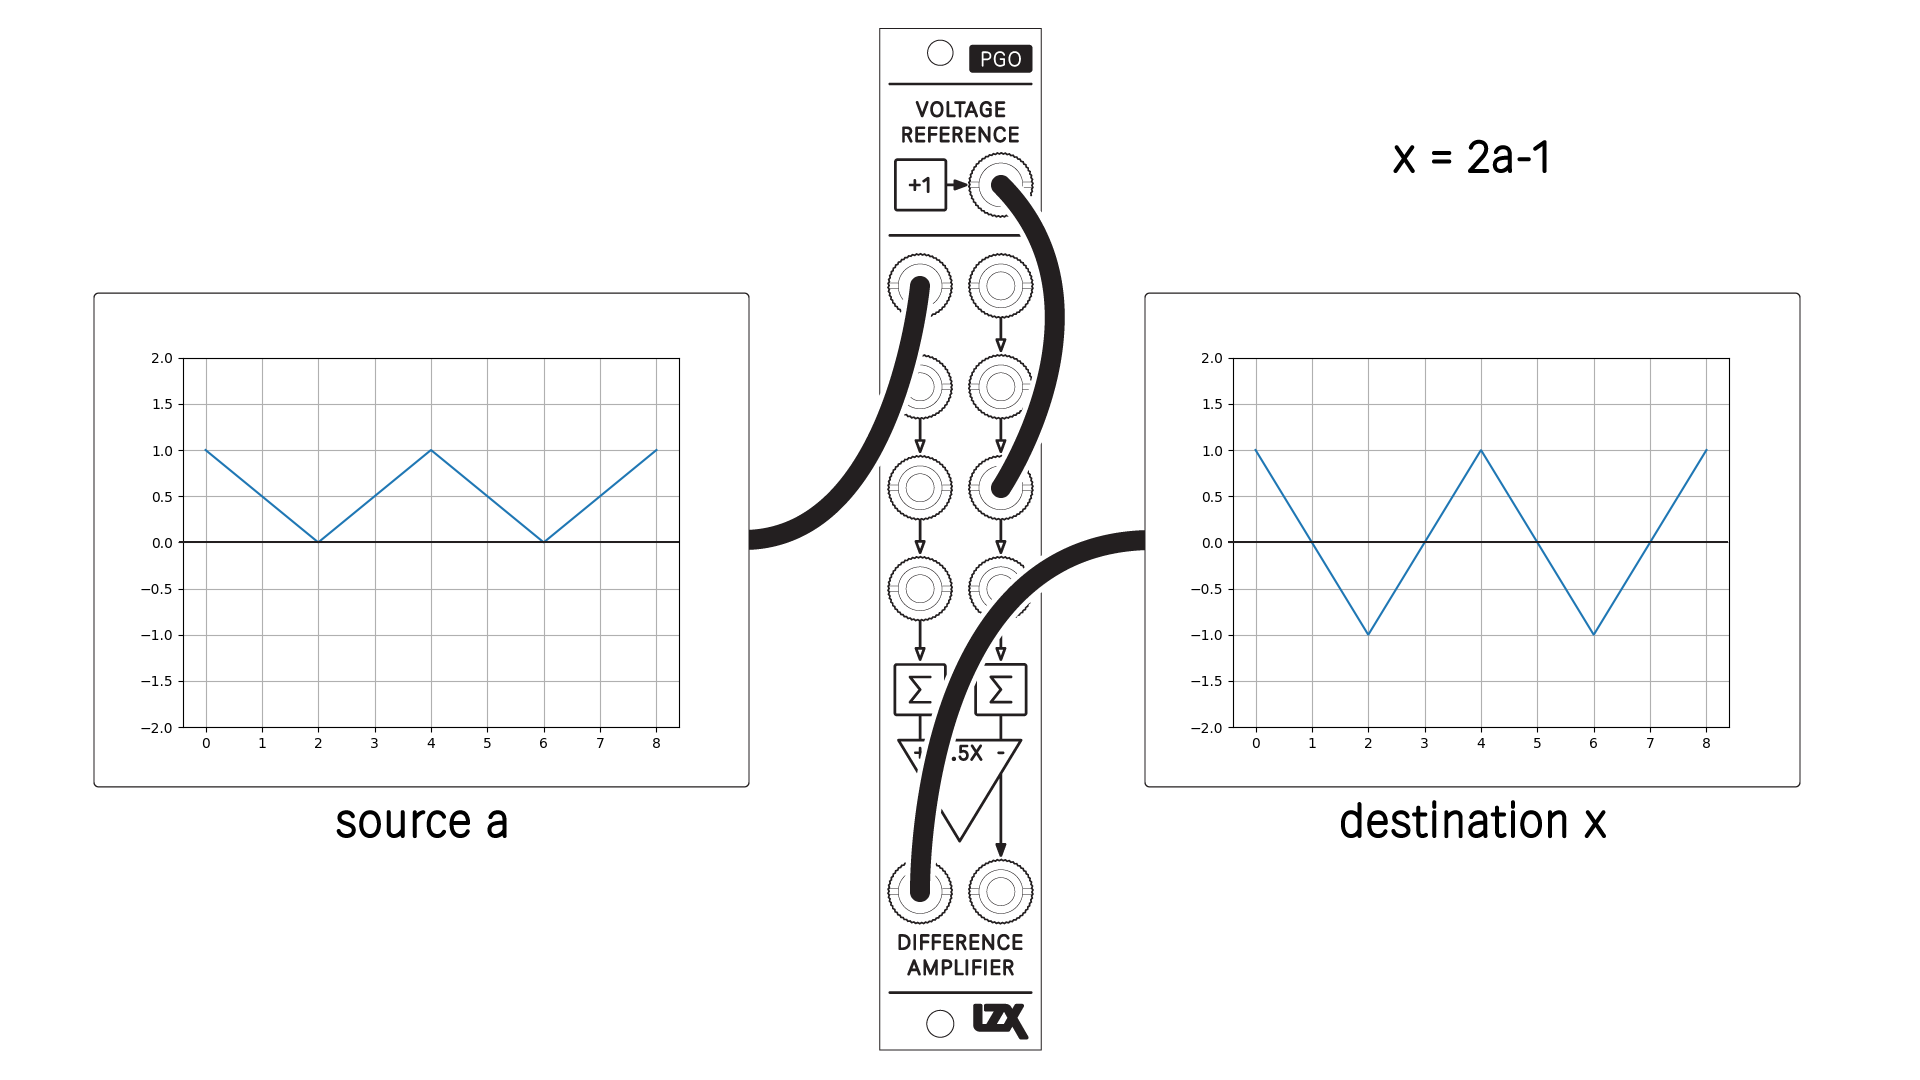 PGO
VOLTAGE
REFERENCE
+1
x = 2a-1
2.0
1.5
1.0
0.5
0.0
−0.5
−1.0
−1.5
−2.0
0 1 2 3 4 5 6 7 8
source a
2.0
1.5
1.0
0.5
0.0
−0.5
−1.0
−1.5
−2.0
0 1 2 3 4 5 6 7 8
destination x
Σ Σ
+ .5X -
DIFFERENCE
AMPLIFIER
LZX